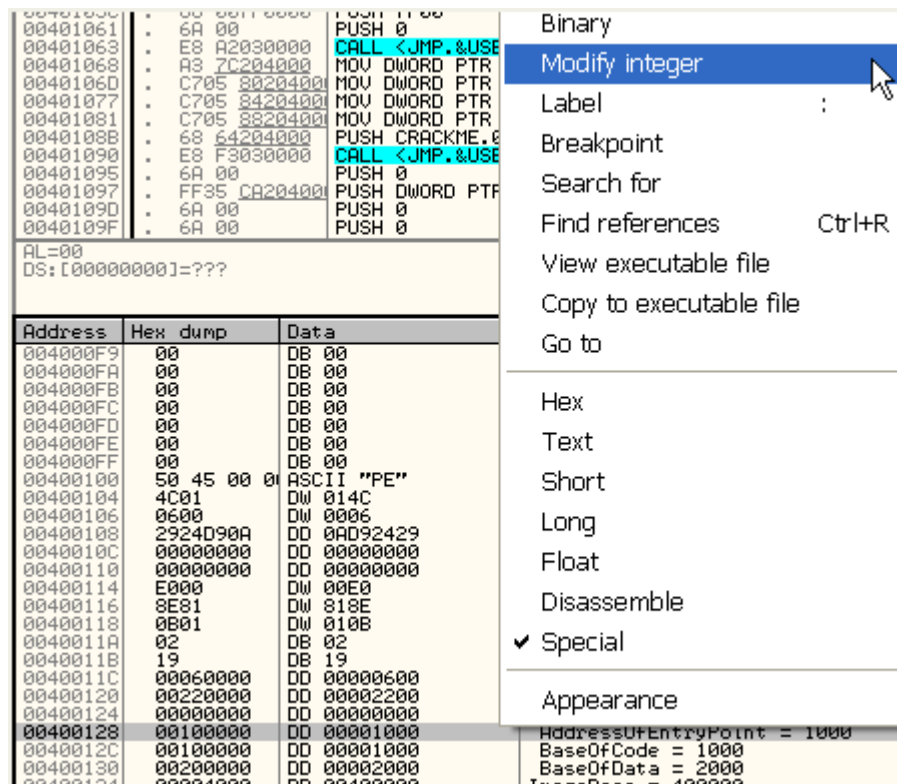 00401061 . 6A 00 PUSH 0
00401063 . E8 A2030000 CALL <JMP.&USE
00401068 . A3 7C204000 MOV DWORD PTR
0040106D . C705 80204000 MOV DWORD PTR
00401077 . C705 84204000 MOV DWORD PTR
00401081 . C705 88204000 MOV DWORD PTR
0040108B . 68 64204000 PUSH CRACKME.
00401090 . E8 F3030000 CALL <JMP.&USE
00401095 . 6A 00 PUSH 0
00401097 . FF35 CA204000 PUSH DWORD PTR
0040109D . 6A 00 PUSH 0
0040109F . 6A 00 PUSH 0
AL=00
DS:[00000000]=???
Address Hex dump Data
004000F9 00 DB 00
004000FA 00 DB 00
004000FB 00 DB 00
004000FC 00 DB 00
004000FD 00 DB 00
004000FE 00 DB 00
004000FF 00 DB 00
00400100 50 45 00 0 ASCII "PE"
00400104 4C01 DW 014C
00400106 0600 DW 0006
00400108 2924D90A DD 0AD92429
0040010C 00000000 DD 00000000
00400110 00000000 DD 00000000
00400114 E000 DW 00E0
00400116 8E81 DW 818E
00400118 0B01 DW 010B
0040011A 02 DB 02
0040011B 19 DB 19
0040011C 00060000 DD 00000600
00400120 00220000 DD 00002200
00400124 00000000 DD 00000000
00400128 00100000 DD 00001000 AddressOfEntryPoint = 1000
0040012C 00100000 DD 00001000 BaseOfCode = 1000
00400130 00200000 DD 00002000 BaseOfData = 2000
Binary
Modify integer
Label :
Breakpoint
Search for
Find references Ctrl+R
View executable file
Copy to executable file
Go to
Hex
Text
Short
Long
Float
Disassemble
✔ Special
Appearance